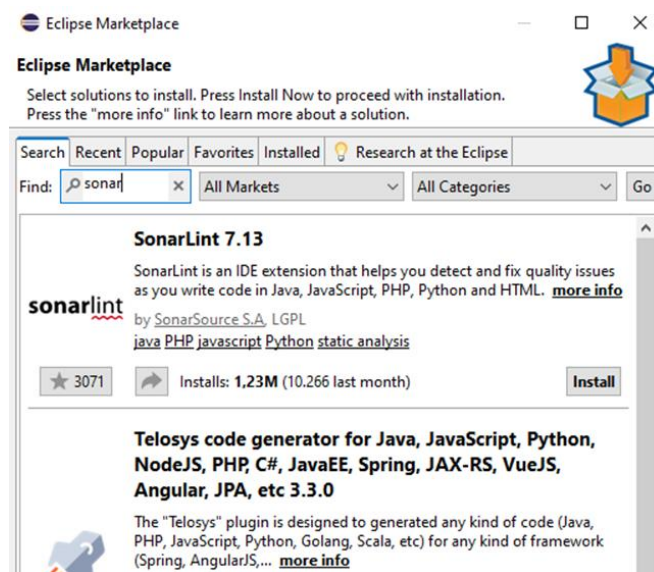 Eclipse Marketplace
Eclipse Marketplace
Select solutions to install. Press Install Now to proceed with installation.
Press the "more info" link to learn more about a solution.
Search Recent Popular Favorites Installed Research at the Eclipse
Find: sonar All Markets All Categories Go
SonarLint 7.13
SonarLint is an IDE extension that helps you detect and fix quality issues
as you write code in Java, JavaScript, PHP, Python and HTML. more info
sonarlint
by SonarSource S.A, LGPL
java PHP javascript Python static analysis
3071 Installs: 1,23M (10.266 last month) Install
Telosys code generator for Java, JavaScript, Python,
NodeJS, PHP, C#, JavaEE, Spring, JAX-RS, VueJS,
Angular, JPA, etc 3.3.0
The "Telosys" plugin is designed to generated any kind of code (Java,
PHP, JavaScript, Python, Golang, Scala, etc) for any kind of framework
(Spring, AngularJS,... more info